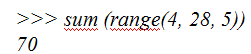 >>> sum (range(4, 28, 5))
70